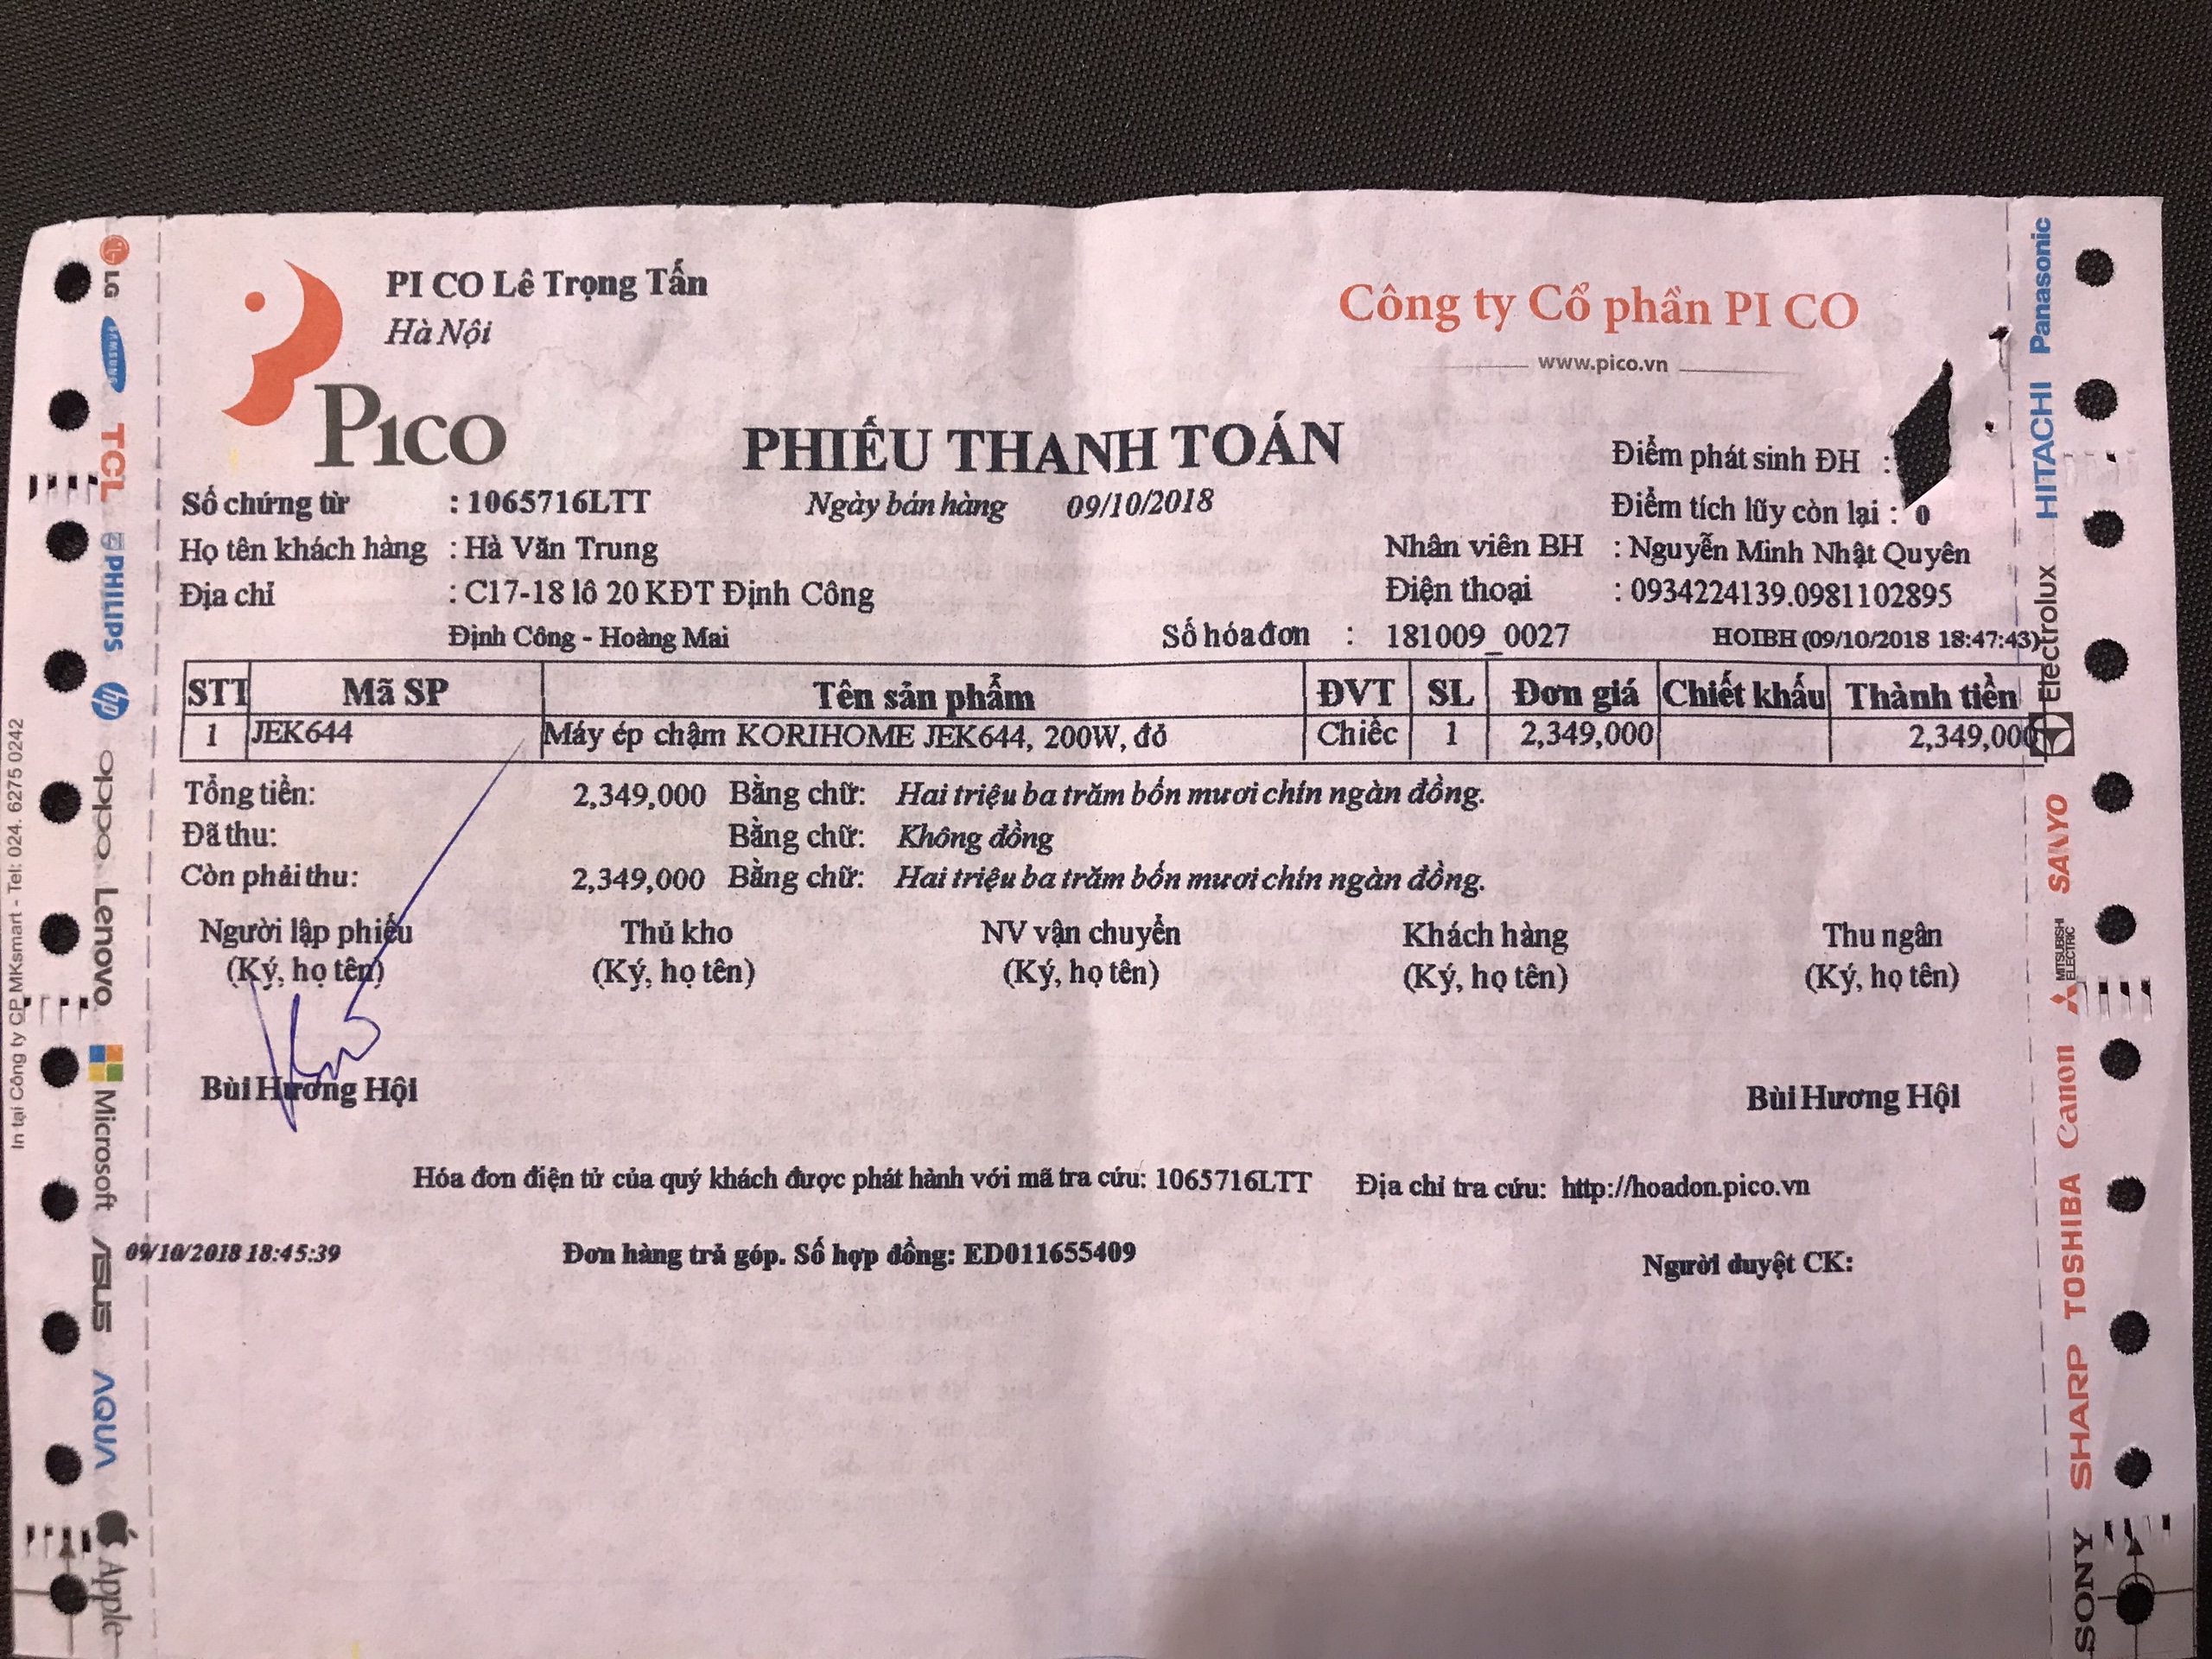 PI CO Lê Trọng Tấn
Hà Nội
Pico
Công ty Cổ phần PI CO
www.pico.vn
PHIẾU THANH TOÁN
Điểm phát sinh ĐH :
Số chứng từ : 1065716LTT Ngày bán hàng 09/10/2018 Điểm tích lũy còn lại : 0
Họ tên khách hàng : Hà Văn Trung Nhân viên BH : Nguyễn Minh Nhật Quyên
Địa chỉ : C17-18 lô 20 KĐT Định Công Điện thoại : 0934224139.0981102895
Định Công - Hoàng Mai Số hóa đơn : 181009_0027 HOIBH (09/10/2018 18:47:43)
STT Mã SP Tên sản phẩm ĐVT SL Đơn giá Chiết khấu Thành tiền
1 JEK644 Máy ép chậm KORIHOME JEK644, 200W, đỏ Chiếc 1 2,349,000 2,349,000
Tổng tiền: 2,349,000 Bằng chữ: Hai triệu ba trăm bốn mươi chín ngàn đồng.
Đã thu: Bằng chữ: Không đồng
Còn phải thu: 2,349,000 Bằng chữ: Hai triệu ba trăm bốn mươi chín ngàn đồng.
Người lập phiếu Thủ kho NV vận chuyển Khách hàng Thu ngân
(Ký, họ tên) (Ký, họ tên) (Ký, họ tên) (Ký, họ tên) (Ký, họ tên)
Bùi Hương Hội Bùi Hương Hội
Hóa đơn điện tử của quý khách được phát hành với mã tra cứu: 1065716LTT Địa chỉ tra cứu: http://hoadon.pico.vn
09/10/2018 18:45:39 Đơn hàng trả góp. Số hợp đồng: ED011655409 Người duyệt CK:
In tại Công ty CP MKsmart - Tel: 024. 6275 0242
LG
SAMSUNG
TCL
PHILIPS
hp
oppo
Lenovo
Microsoft
ASUS
AQUA
Apple
Panasonic
HITACHI
Electrolux
SANYO
MITSUBISHI
ELECTRIC
Canon
TOSHIBA
SHARP
SONY